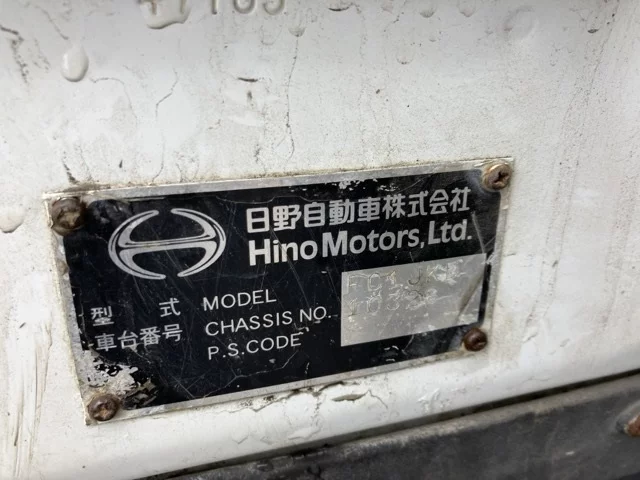 日野自動車株式会社
Hino Motors, Ltd.
型 式 MODEL
車台番号 CHASSIS NO.
P.S.CODE